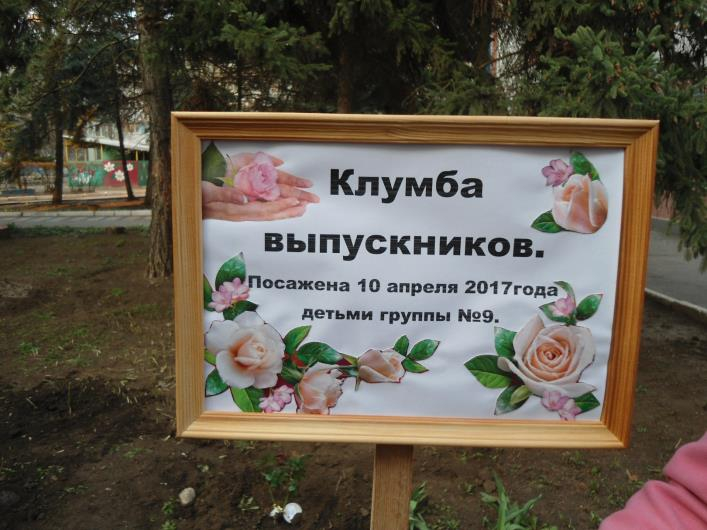 Клумба
выпускников.
Посажена 10 апреля 2017года
детьми группы №9.